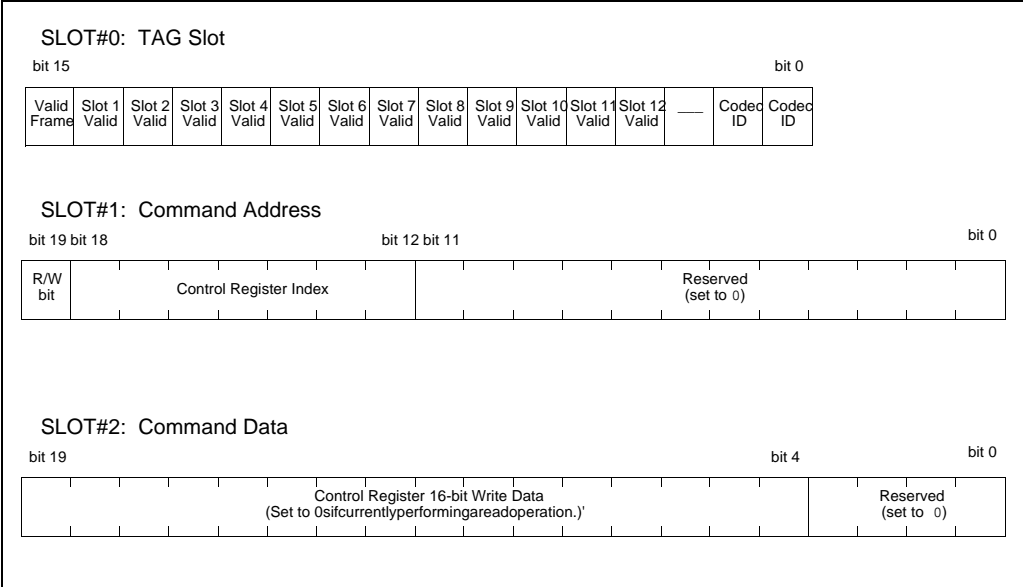 SLOT#0: TAG Slot
bit 15 bit 0
Valid Slot 1 Slot 2 Slot 3 Slot 4 Slot 5 Slot 6 Slot 7 Slot 8 Slot 9 Slot 10 Slot 11 Slot 12 ___ Codec Codec
Frame Valid Valid Valid Valid Valid Valid Valid Valid Valid Valid Valid Valid ID ID
SLOT#1: Command Address
bit 19 bit 18 bit 12 bit 11 bit 0
R/W Reserved
bit Control Register Index (set to 0)
SLOT#2: Command Data
bit 19 bit 4 bit 0
Control Register 16-bit Write Data Reserved
(Set to 0sifcurrentlyperformingareadoperation.)' (set to 0)